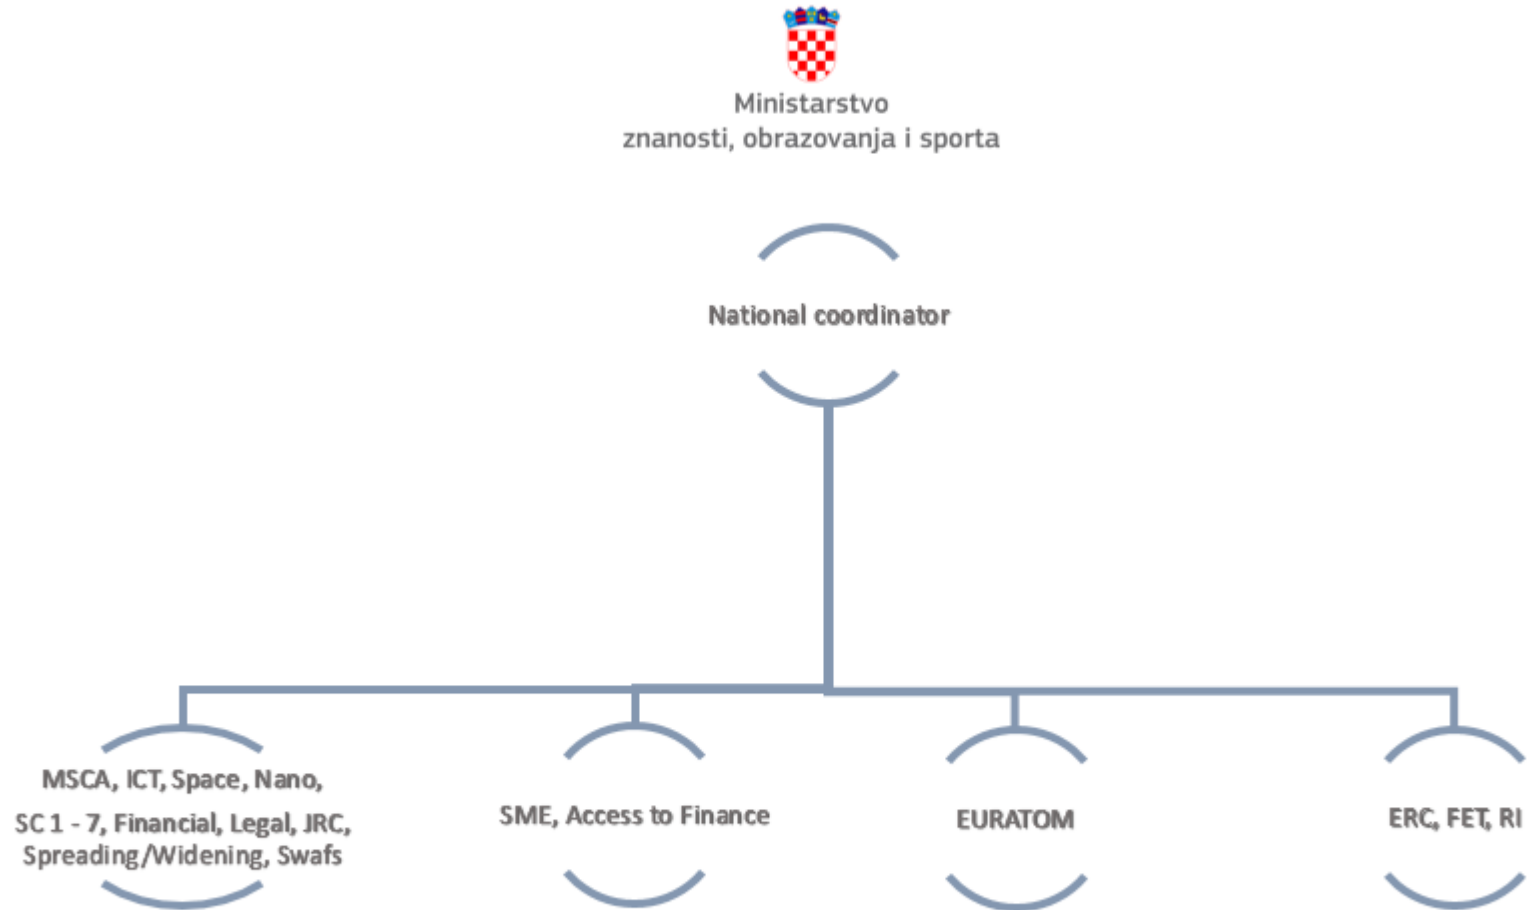 Ministarstvo
znanosti, obrazovanja i sporta
National coordinator
MSCA, ICT, Space, Nano,
SC 1 - 7, Financial, Legal, JRC,
Spreading/Widening, Swafs
SME, Access to Finance
EURATOM
ERC, FET, RI